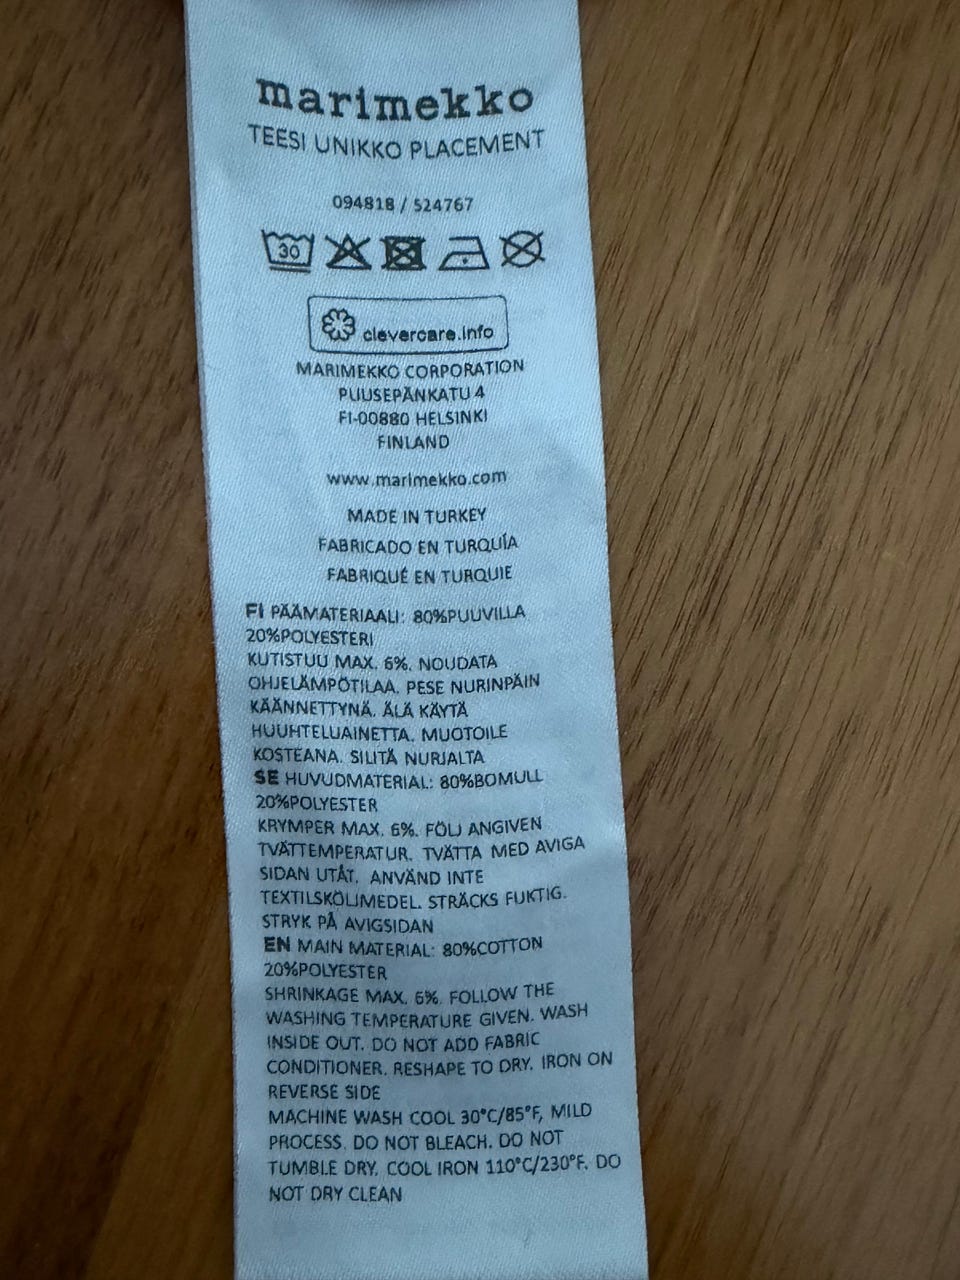 marimekko
TEESI UNIKKO PLACEMENT
094818 / 524767
30
clevercare.info
MARIMEKKO CORPORATION
PUUSEPÄNKATU 4
FI-00880 HELSINKI
FINLAND
www.marimekko.com
MADE IN TURKEY
FABRICADO EN TURQUÍA
FABRIQUÉ EN TURQUIE
FI PÄÄMATERIAALI: 80%PUUVILLA
20%POLYESTERI
KUTISTUU MAX. 6%. NOUDATA
OHJELÄMPÖTILAA. PESE NURINPÄIN
KÄÄNNETTYNÄ. ÄLÄ KÄYTÄ
HUUHTELUAINETTA. MUOTOILE
KOSTEANA. SILITÄ NURJALTA
SE HUVUDMATERIAL: 80%BOMULL
20%POLYESTER
KRYMPER MAX. 6%. FÖLJ ANGIVEN
TVÄTTEMPERATUR. TVÄTTA MED AVIGA
SIDAN UTÅT. ANVÄND INTE
TEXTILSKÖLJMEDEL. STRÄCKS FUKTIG.
STRYK PÅ AVIGSIDAN
EN MAIN MATERIAL: 80%COTTON
20%POLYESTER
SHRINKAGE MAX. 6%. FOLLOW THE
WASHING TEMPERATURE GIVEN. WASH
INSIDE OUT. DO NOT ADD FABRIC
CONDITIONER. RESHAPE TO DRY. IRON ON
REVERSE SIDE
MACHINE WASH COOL 30°C/85°F, MILD
PROCESS. DO NOT BLEACH. DO NOT
TUMBLE DRY. COOL IRON 110°C/230°F. DO
NOT DRY CLEAN